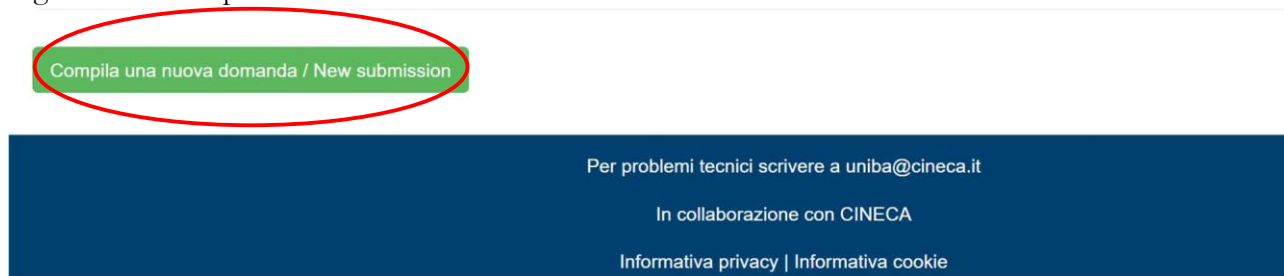 Compila una nuova domanda / New submission
Per problemi tecnici scrivere a uniba@cineca.it
In collaborazione con CINECA
Informativa privacy | Informativa cookie